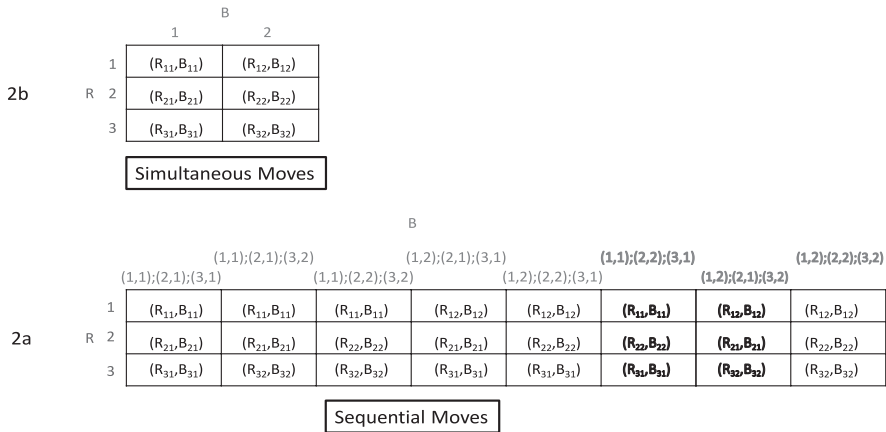 B
1 2
1 (R11,B11) (R12,B12)
2b R 2 (R21,B21) (R22,B22)
3 (R31,B31) (R32,B32)
Simultaneous Moves
B
(1,1);(2,1);(3,2) (1,2);(2,1);(3,1) (1,1);(2,2);(3,1) (1,2);(2,2);(3,2)
(1,1);(2,1);(3,1) (1,1);(2,2);(3,2) (1,2);(2,2);(3,1) (1,2);(2,1);(3,2)
1 (R11,B11) (R11,B11) (R11,B11) (R12,B12) (R12,B12) (R11,B11) (R12,B12) (R12,B12)
2a R 2 (R21,B21) (R21,B21) (R22,B22) (R21,B21) (R22,B22) (R22,B22) (R21,B21) (R22,B22)
3 (R31,B31) (R32,B32) (R32,B32) (R31,B31) (R31,B31) (R31,B31) (R32,B32) (R32,B32)
Sequential Moves